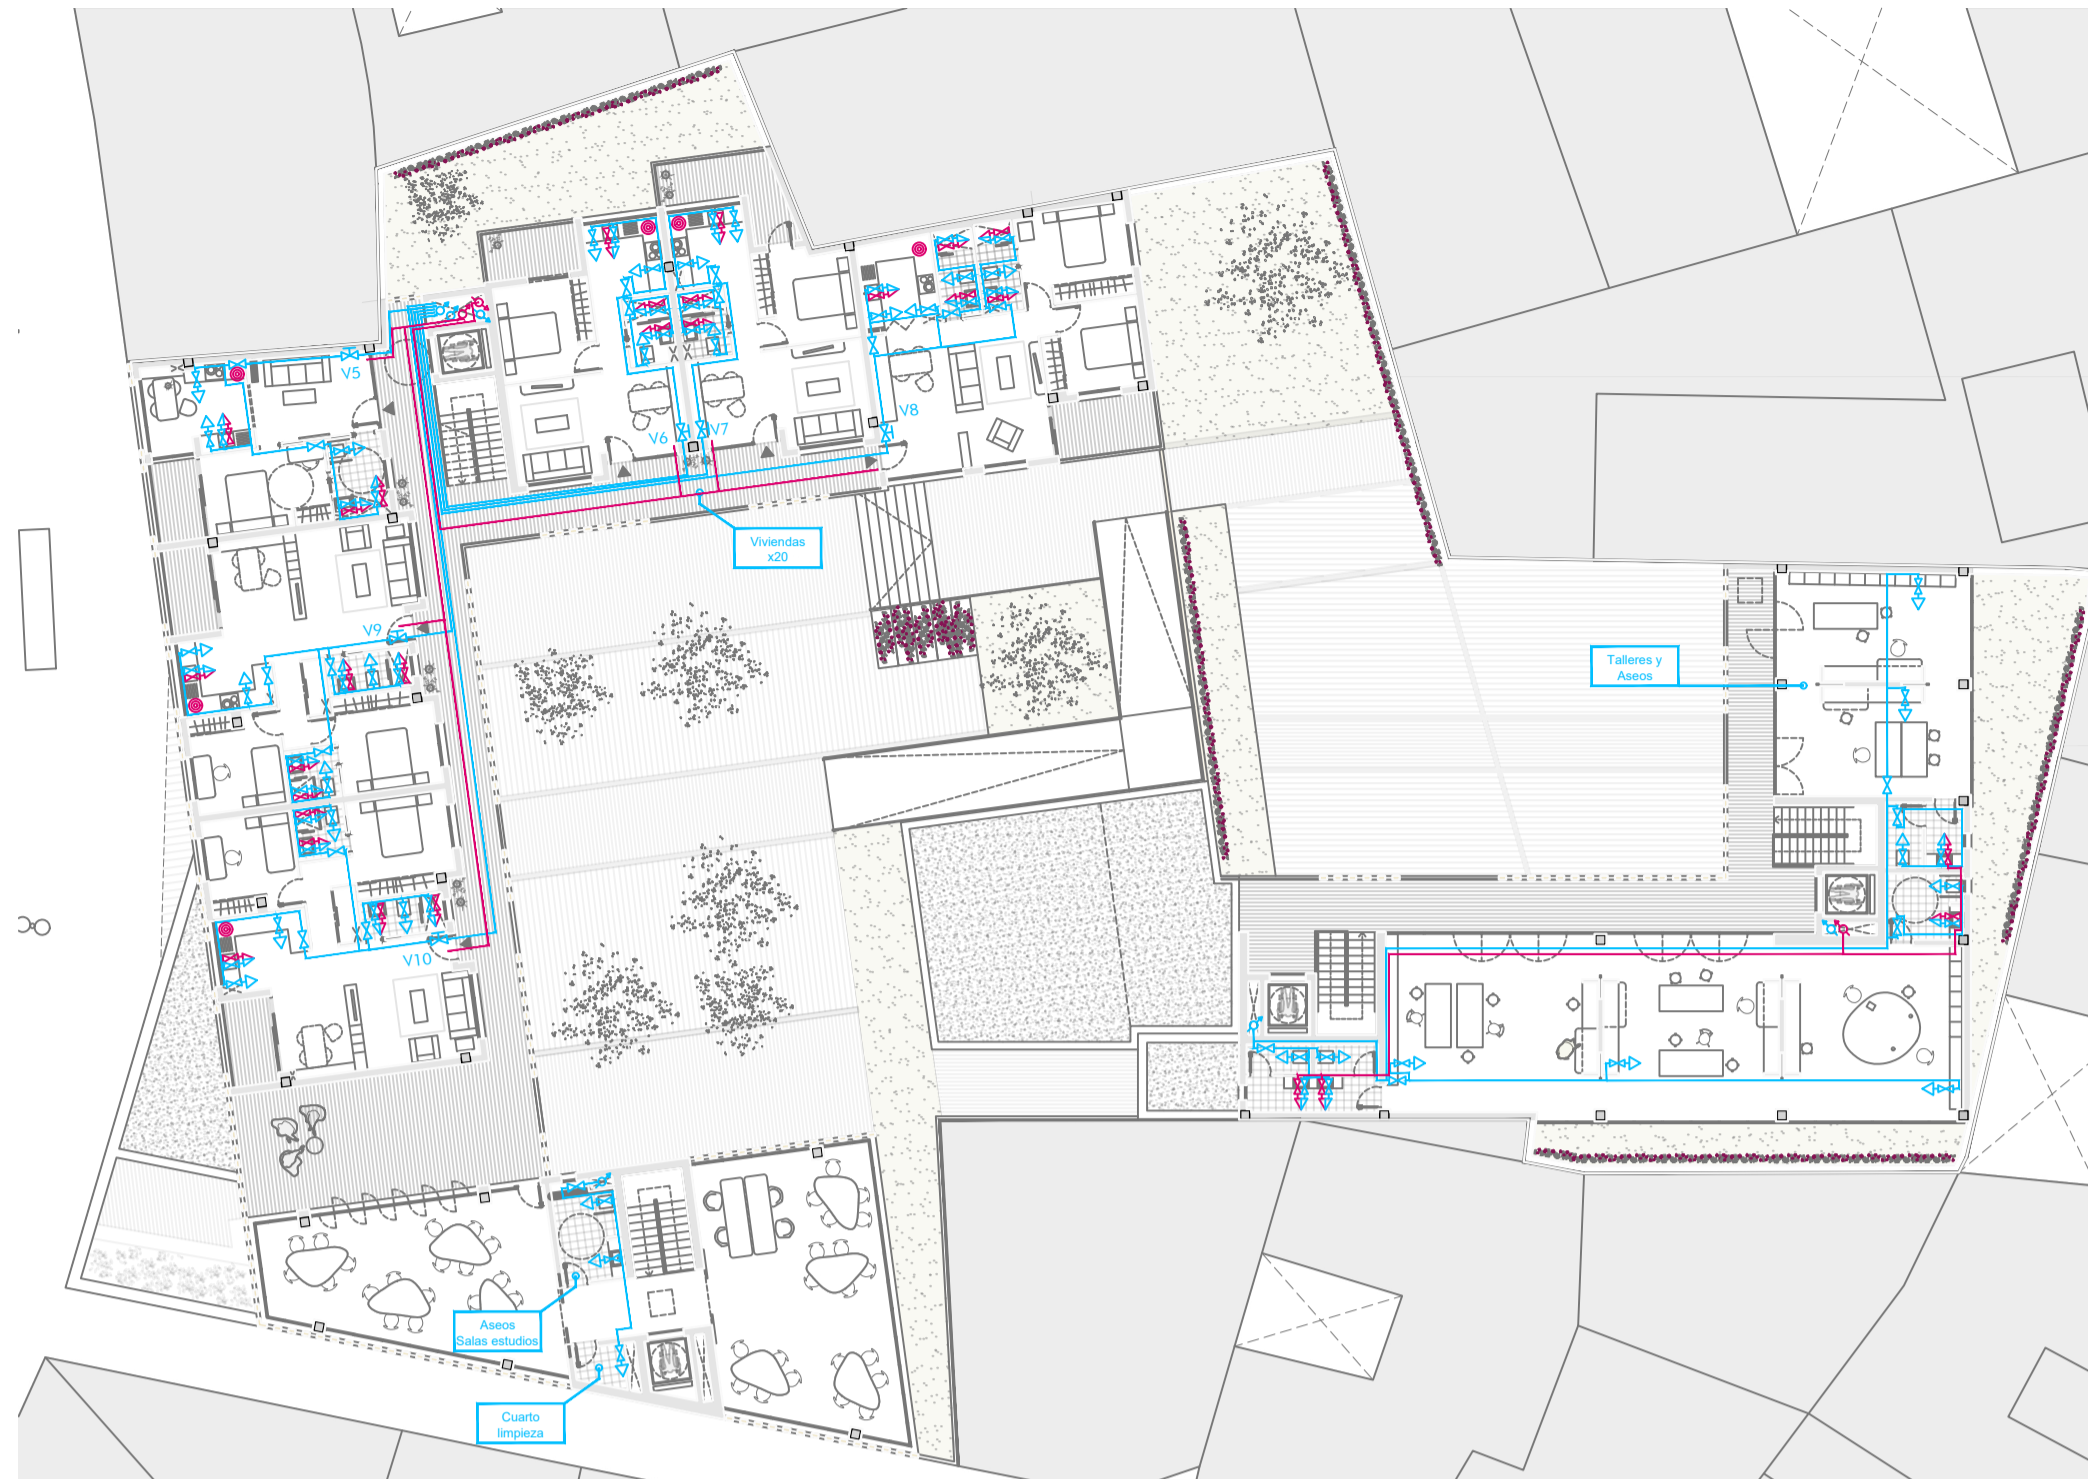 V5
V6
V7
V8
Viviendas
x20
V9
Talleres y
Aseos
V10
Aseos
Salas estudios
Cuarto
limpieza